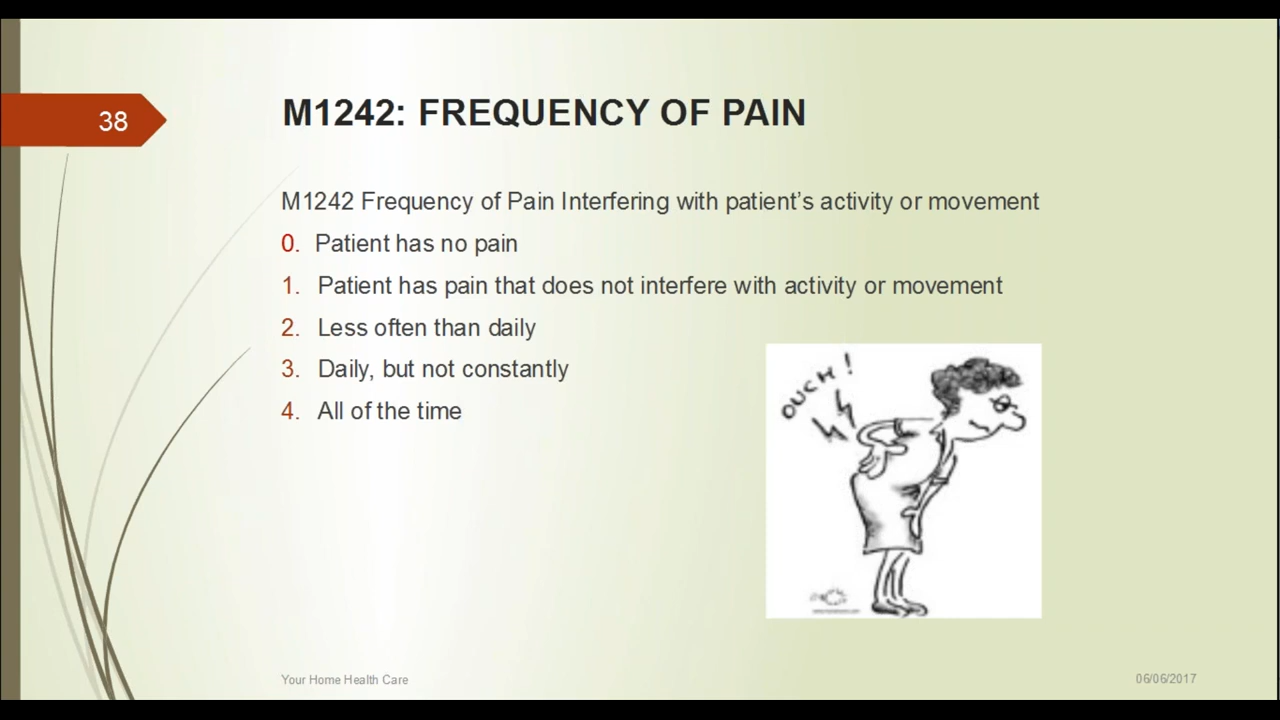 38
M1242: FREQUENCY OF PAIN
M1242 Frequency of Pain Interfering with patient’s activity or movement
0. Patient has no pain
1. Patient has pain that does not interfere with activity or movement
2. Less often than daily
3. Daily, but not constantly
4. All of the time
OUCH!
Your Home Health Care
06/06/2017